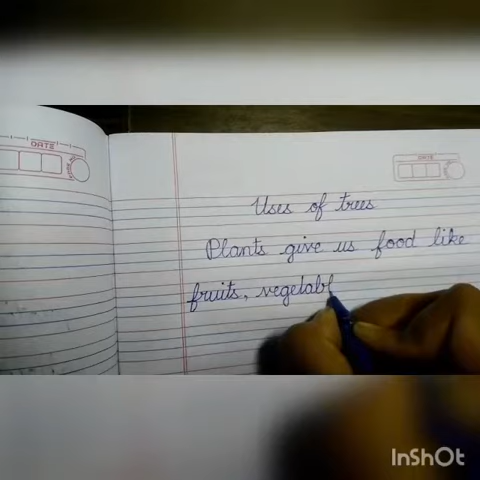 DATE
DATE
Uses of trees
Plants give us food like
fruits, vegetabl
InShOt